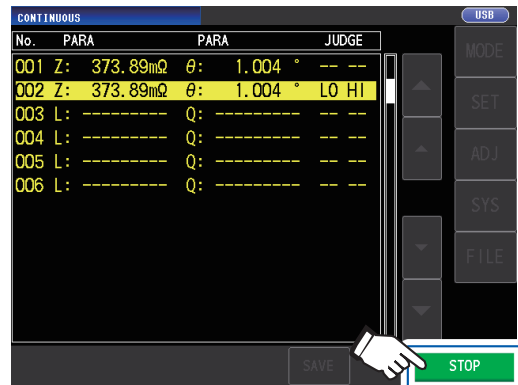 CONTINUOUS USB
No. PARA PARA JUDGE
001 Z: 373.89mΩ θ: 1.004 ° -- --
002 Z: 373.89mΩ θ: 1.004 ° LO HI
003 L: --------- Q: --------- -- --
004 L: --------- Q: --------- -- --
005 L: --------- Q: --------- -- --
006 L: --------- Q: --------- -- --
MODE
SET
ADJ
SYS
FILE
SAVE
STOP